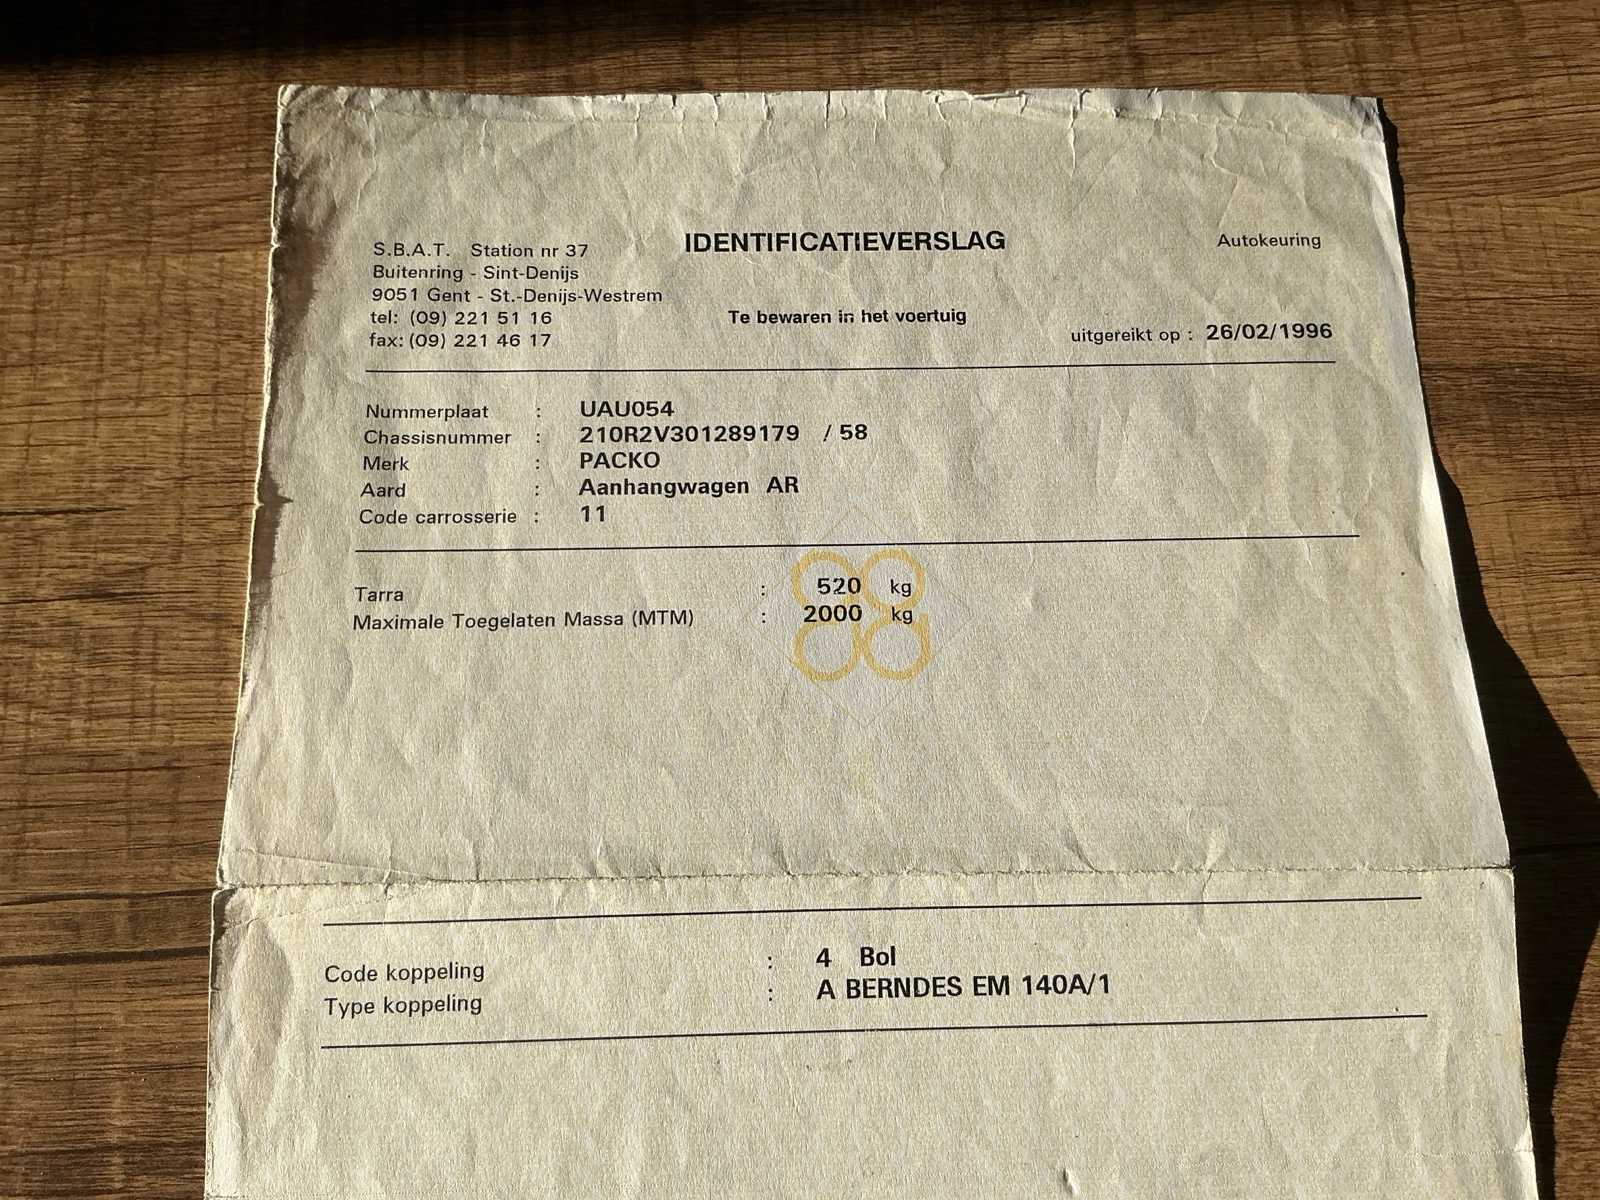 S.B.A.T. Station nr 37
Buitenring - Sint-Denijs
9051 Gent - St.-Denijs-Westrem
tel: (09) 221 51 16
fax: (09) 221 46 17
IDENTIFICATIEVERSLAG
Te bewaren in het voertuig
Autokeuring
uitgereikt op : 26/02/1996
Nummerplaat : UAU054
Chassisnummer : 210R2V301289179 / 58
Merk : PACKO
Aard : Aanhangwagen AR
Code carrosserie : 11
Tarra : 520 kg
Maximale Toegelaten Massa (MTM) : 2000 kg
Code koppeling : 4 Bol
Type koppeling : A BERNDES EM 140A/1